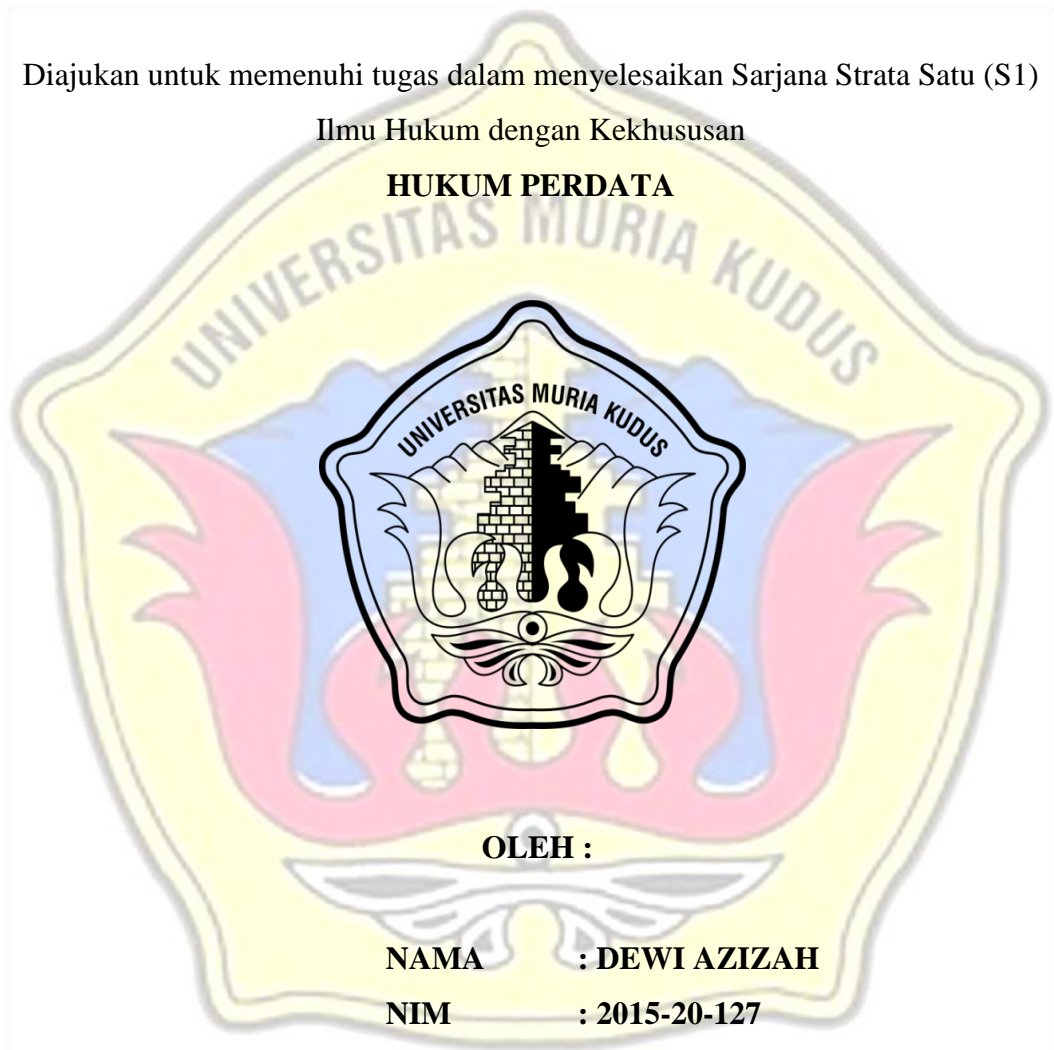 Diajukan untuk memenuhi tugas dalam menyelesaikan Sarjana Strata Satu (S1)
Ilmu Hukum dengan Kekhususan
HUKUM PERDATA
UNIVERSITAS MURIA KUDUS
UNIVERSITAS MURIA KUDUS
OLEH :
NAMA : DEWI AZIZAH
NIM : 2015-20-127